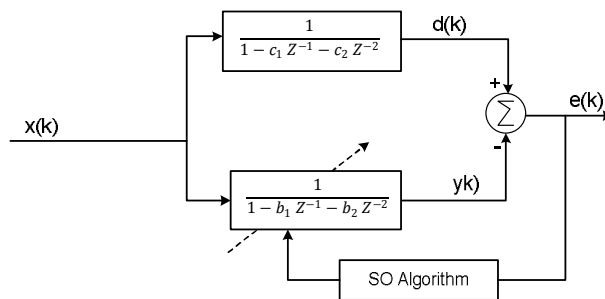 1
d(k)
1 − c₁ Z⁻¹ − c₂ Z⁻²
+
e(k)
x(k)
∑
-
1
yk)
1 − b₁ Z⁻¹ − b₂ Z⁻²
SO Algorithm